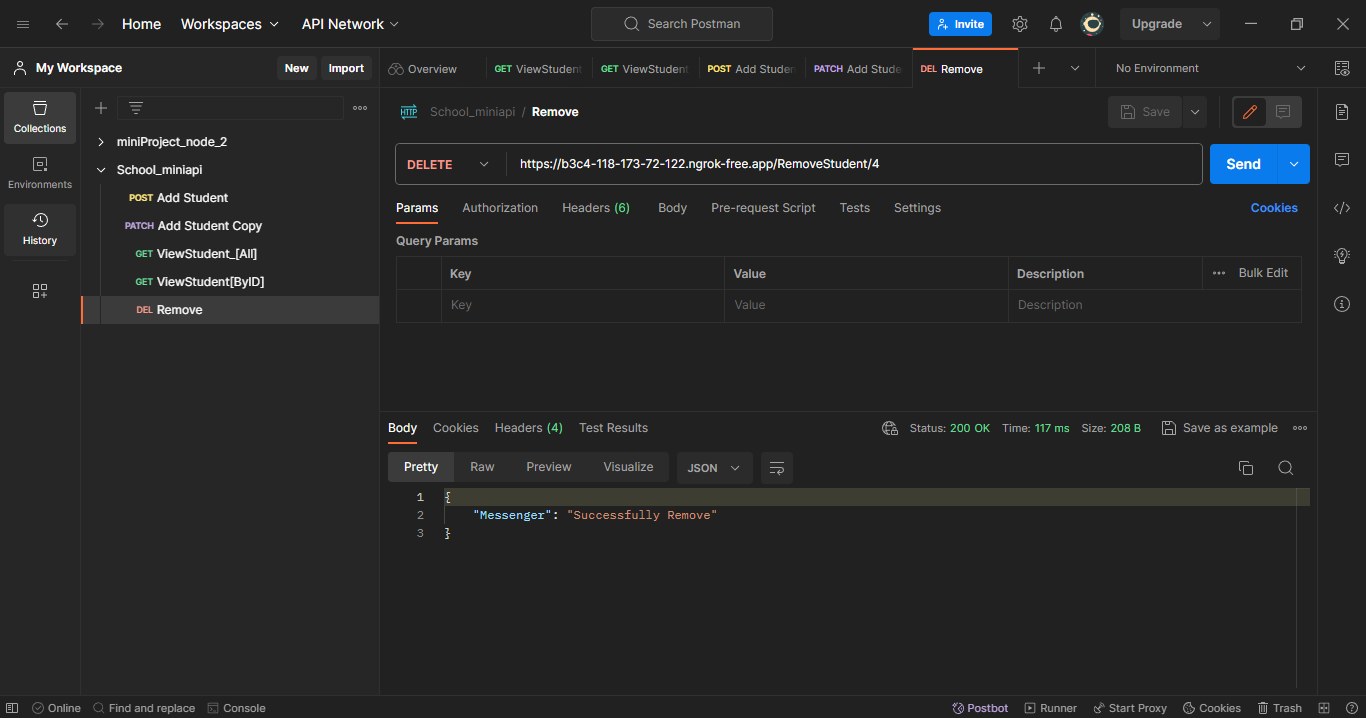 Home Workspaces API Network Search Postman Invite Upgrade
My Workspace New Import Overview GET ViewStudent GET ViewStudent POST Add Studen PATCH Add Stude DEL Remove No Environment
Collections
Environments
History
miniProject_node_2
School_miniapi
POST Add Student
PATCH Add Student Copy
GET ViewStudent_[All]
GET ViewStudent[ByID]
DEL Remove
HTTP School_miniapi / Remove Save
DELETE https://b3c4-118-173-72-122.ngrok-free.app/RemoveStudent/4 Send
Params Authorization Headers (6) Body Pre-request Script Tests Settings Cookies
Query Params
Key Value Description Bulk Edit
Key Value Description
Body Cookies Headers (4) Test Results Status: 200 OK Time: 117 ms Size: 208 B Save as example
Pretty Raw Preview Visualize JSON
1 {
2 "Messenger": "Successfully Remove"
3 }
Online Find and replace Console Postbot Runner Start Proxy Cookies Trash